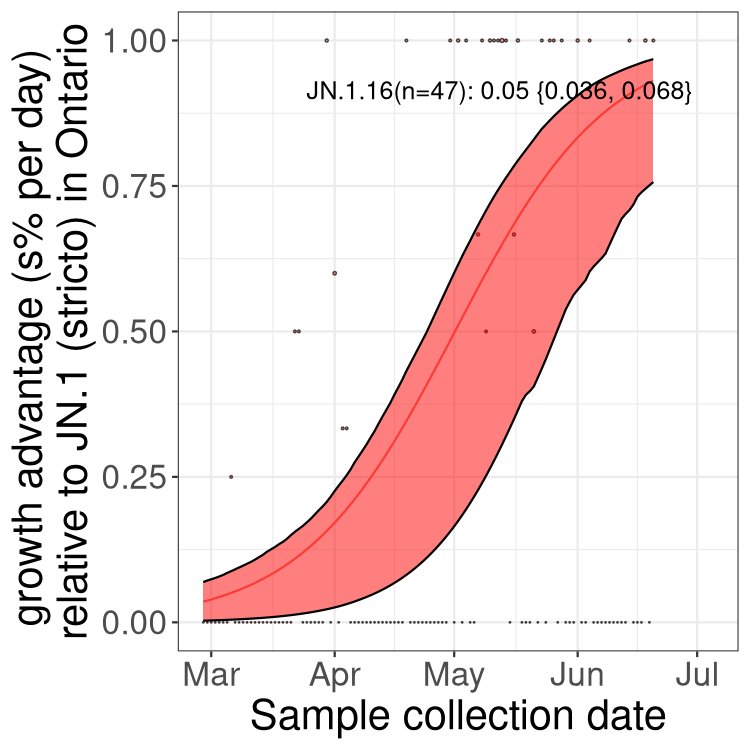 growth advantage (s% per day)
relative to JN.1 (stricto) in Ontario
1.00
0.75
0.50
0.25
0.00
JN.1.16(n=47): 0.05 {0.036, 0.068}
Mar Apr May Jun Jul
Sample collection date